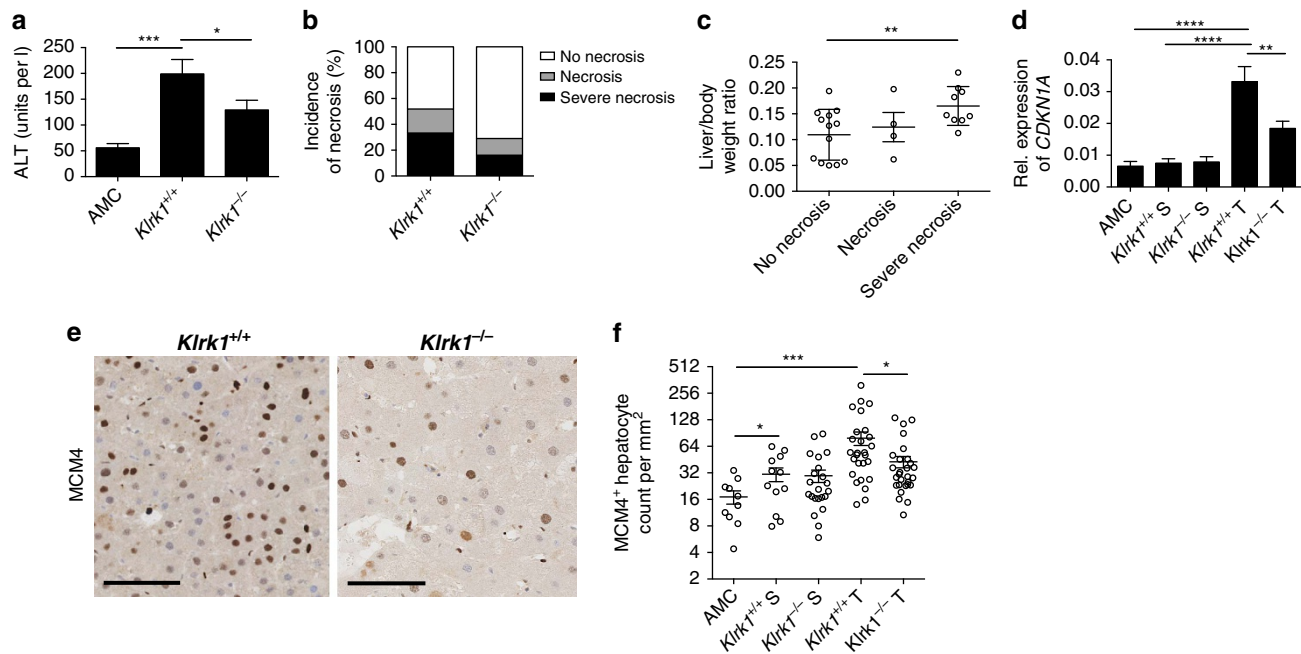 a
***
*
ALT (units per l)
250
200
150
100
50
0
AMC
Klrk1+/+
Klrk1–/–
b
Incidence
of necrosis (%)
100
80
60
40
20
0
Klrk1+/+
Klrk1–/–
No necrosis
Necrosis
Severe necrosis
c
**
Liver/body
weight ratio
0.25
0.20
0.15
0.10
0.05
0.00
No necrosis
Necrosis
Severe necrosis
d
****
****
**
Rel. expression
of CDKN1A
0.04
0.03
0.02
0.01
0.00
AMC
Klrk1+/+ S
Klrk1–/– S
Klrk1+/+ T
Klrk1–/– T
e
Klrk1+/+
Klrk1–/–
MCM4
f
***
*
*
MCM4+ hepatocyte
count per mm2
512
256
128
64
32
16
8
4
2
AMC
Klrk1+/+ S
Klrk1–/– S
Klrk1+/+ T
Klrk1–/– T